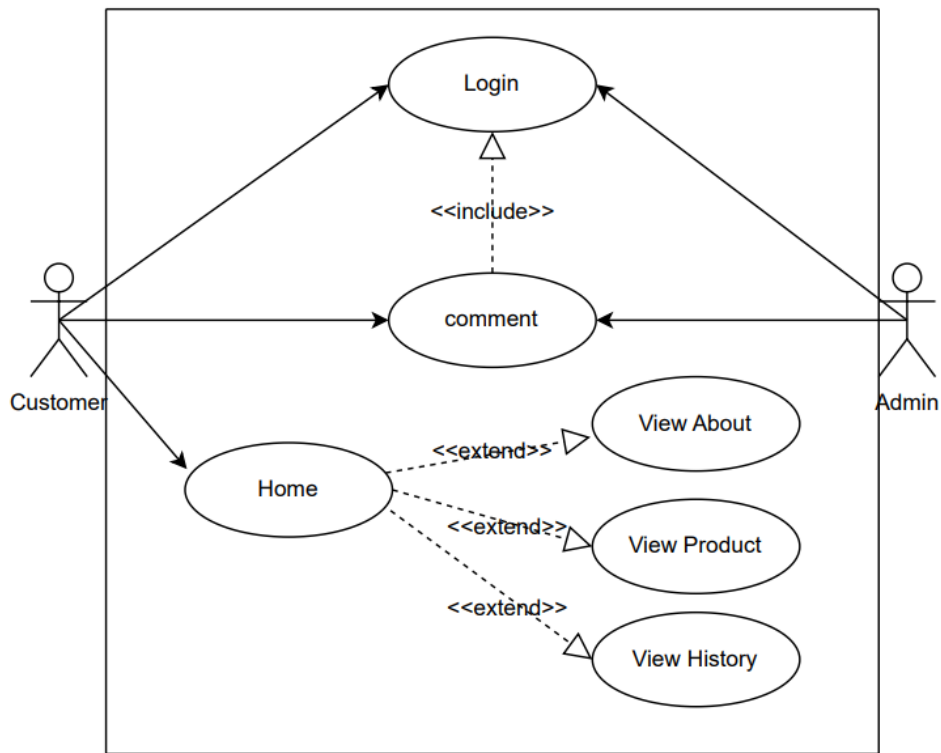 Login
<<include>>
comment
Customer
Admin
View About
<<extend>>
Home
<<extend>>
View Product
<<extend>>
View History